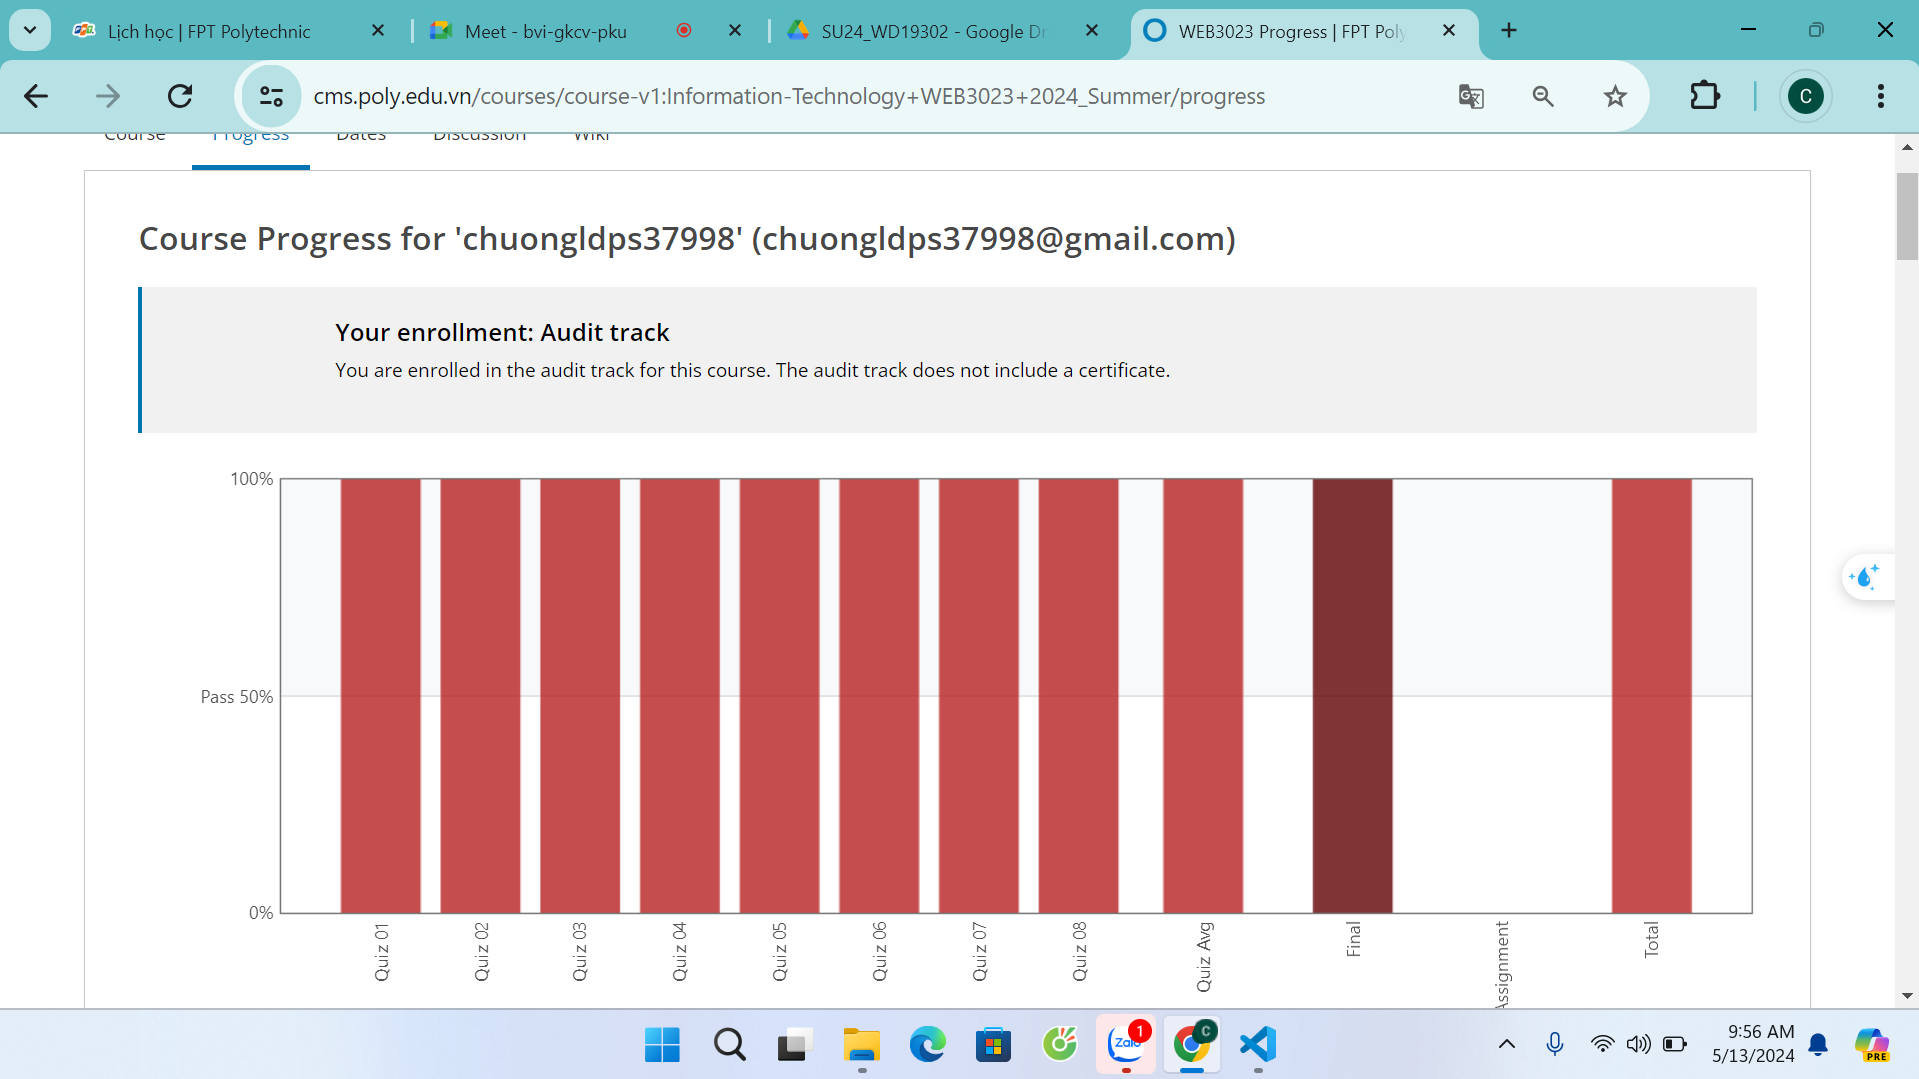 Lịch học | FPT Polytechnic
Meet - bvi-gkcv-pku
SU24_WD19302 - Google Dr
WEB3023 Progress | FPT Poly
cms.poly.edu.vn/courses/course-v1:Information-Technology+WEB3023+2024_Summer/progress
C
Course Progress Dates Discussion Wiki
Course Progress for 'chuongldps37998' (chuongldps37998@gmail.com)
Your enrollment: Audit track
You are enrolled in the audit track for this course. The audit track does not include a certificate.
100%
Pass 50%
0%
Quiz 01
Quiz 02
Quiz 03
Quiz 04
Quiz 05
Quiz 06
Quiz 07
Quiz 08
Quiz Avg
Final
Assignment
Total
Zalo
1
C
9:56 AM
5/13/2024
PRE